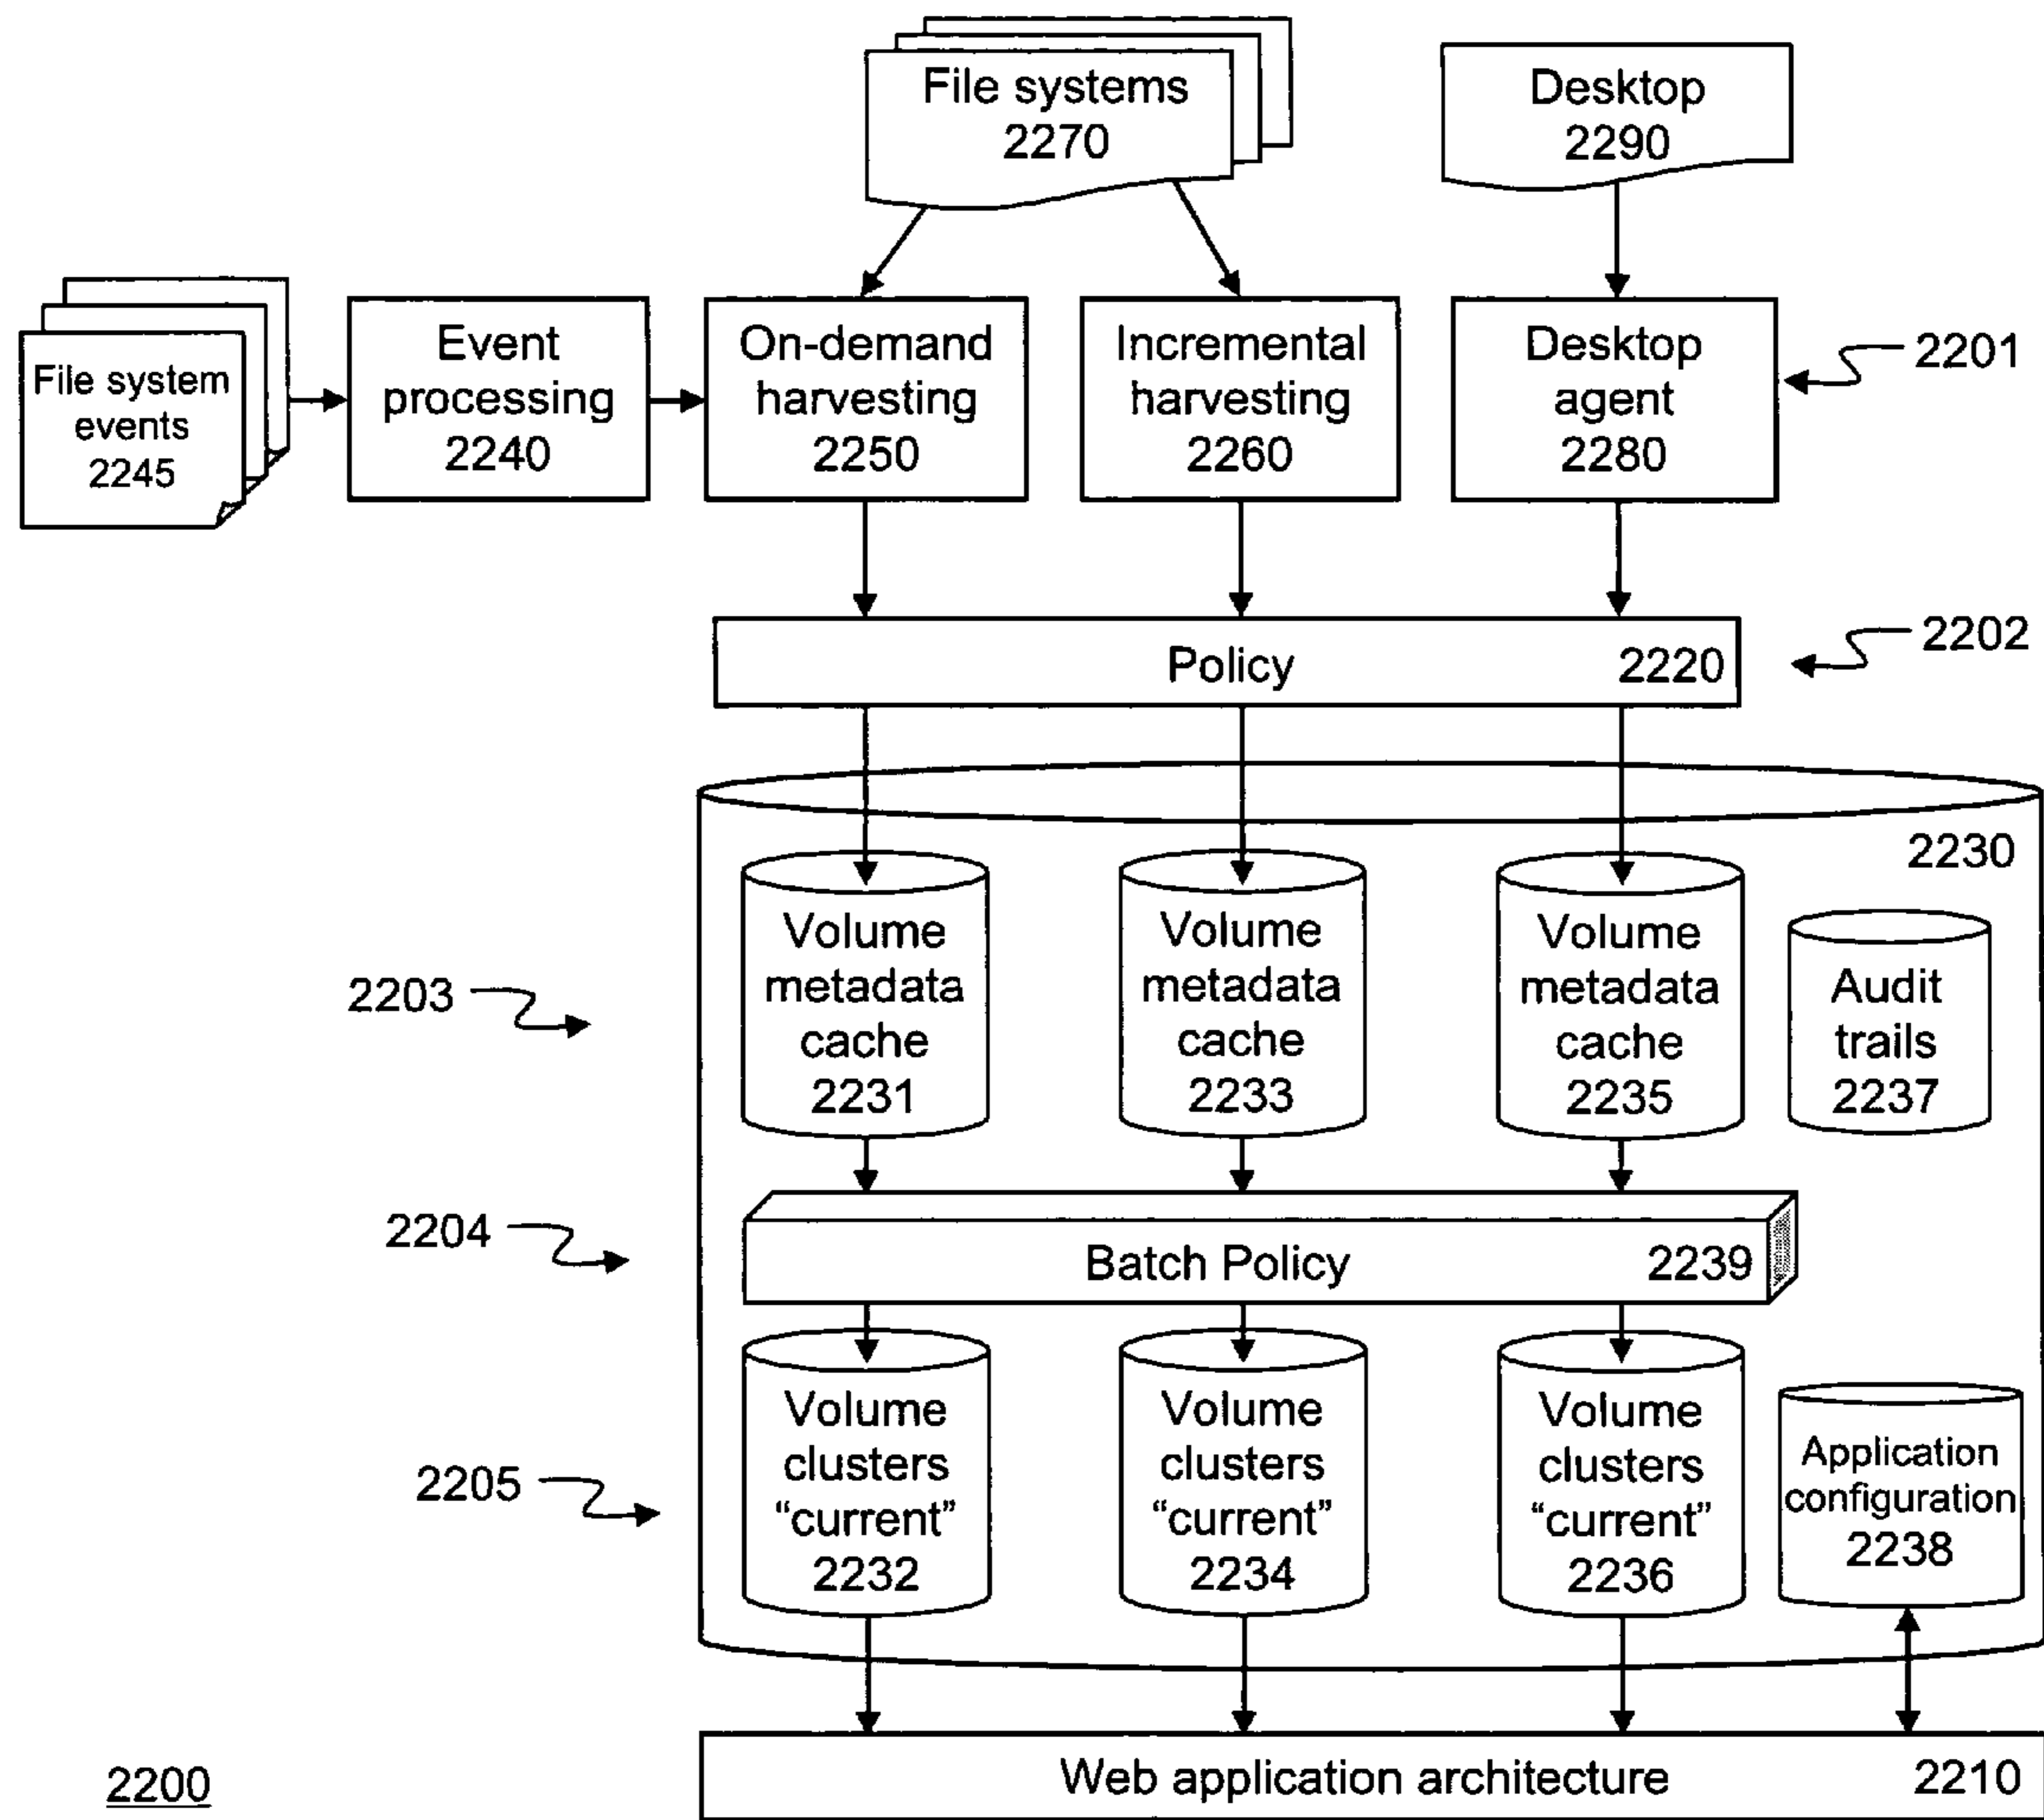 File systems
2270
Desktop
2290
File system
events
2245
Event
processing
2240
On-demand
harvesting
2250
Incremental
harvesting
2260
Desktop
agent
2280
2201
Policy
2220
2202
2230
Volume
metadata
cache
2231
Volume
metadata
cache
2233
Volume
metadata
cache
2235
Audit
trails
2237
2203
2204
Batch Policy
2239
Volume
clusters
“current”
2232
Volume
clusters
“current”
2234
Volume
clusters
“current”
2236
Application
configuration
2238
2205
Web application architecture
2210
2200